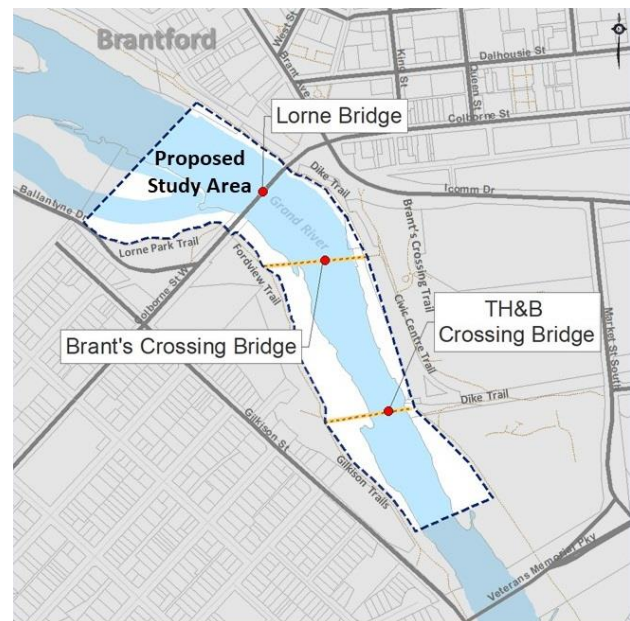 Brantford
West St
Brant Ave
King St
Queen St
Dalhousie St
Colborne St
Lorne Bridge
Proposed
Study Area
Dike Trail
Icomm Dr
Ballantyne Dr
Grand River
Lorne Park Trail
Fordview Trail
Colborne St W
Brant's Crossing Trail
Civic Centre Trail
TH&B
Crossing Bridge
Market St South
Brant's Crossing Bridge
Dike Trail
Gilkison St
Gilkison Trails
Veterans Memorial Pky